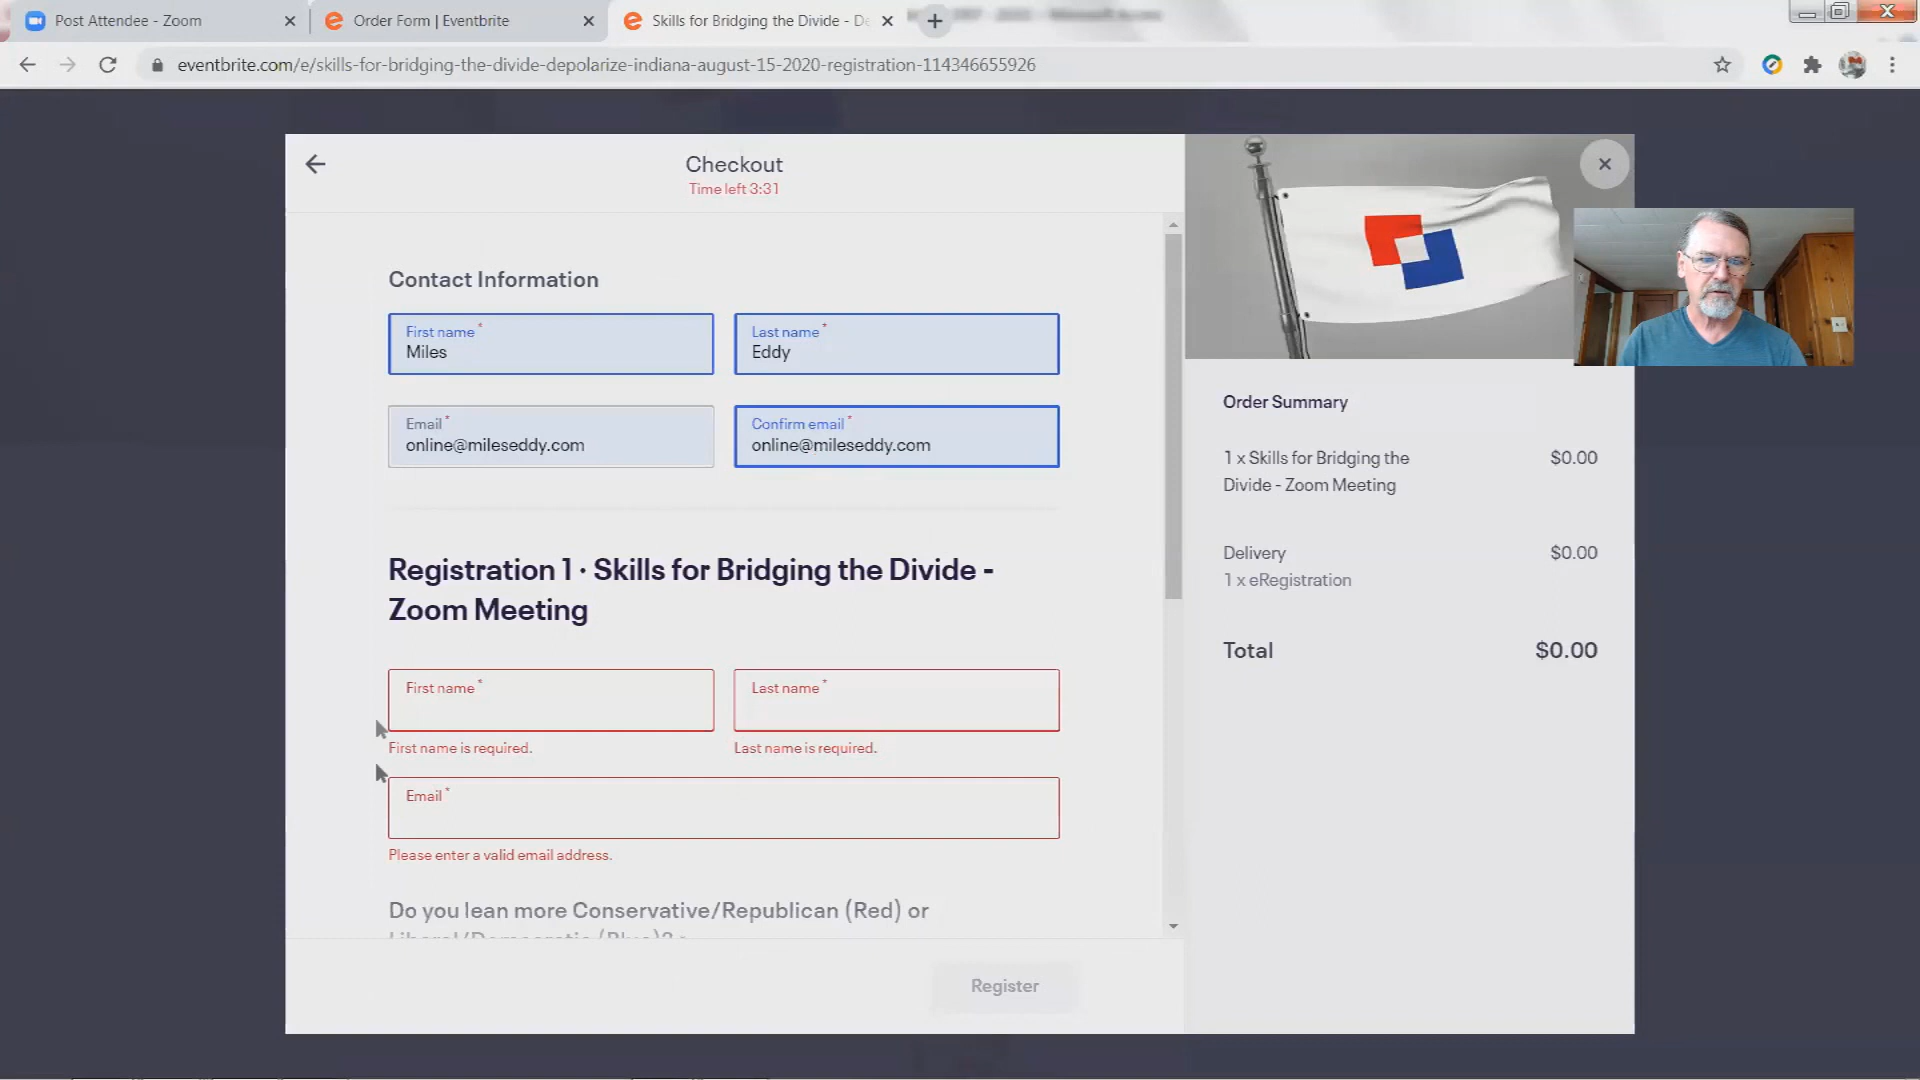 Post Attendee - Zoom
Order Form | Eventbrite
Skills for Bridging the Divide - De
eventbrite.com/e/skills-for-bridging-the-divide-depolarize-indiana-august-15-2020-registration-114346655926
Checkout
Time left 3:31
Contact Information
First name *
Miles
Last name *
Eddy
Email *
online@mileseddy.com
Confirm email *
online@mileseddy.com
Registration 1 · Skills for Bridging the Divide -
Zoom Meeting
First name *
Last name *
First name is required.
Last name is required.
Email *
Please enter a valid email address.
Do you lean more Conservative/Republican (Red) or
Register
Order Summary
1 x Skills for Bridging the
Divide - Zoom Meeting
$0.00
Delivery
$0.00
1 x eRegistration
Total
$0.00